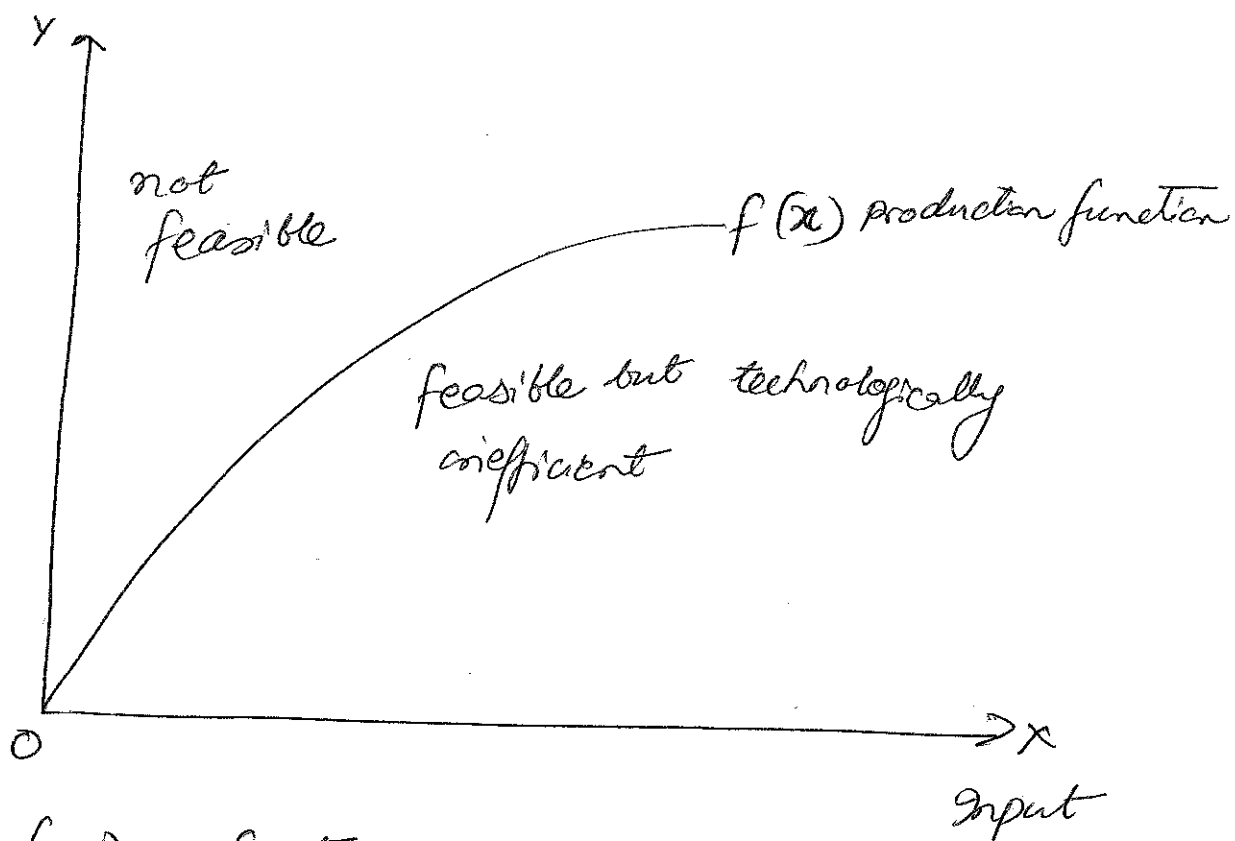 Y
not
feasible
f(x) production function
feasible but technologically
inefficient
O
X
Input